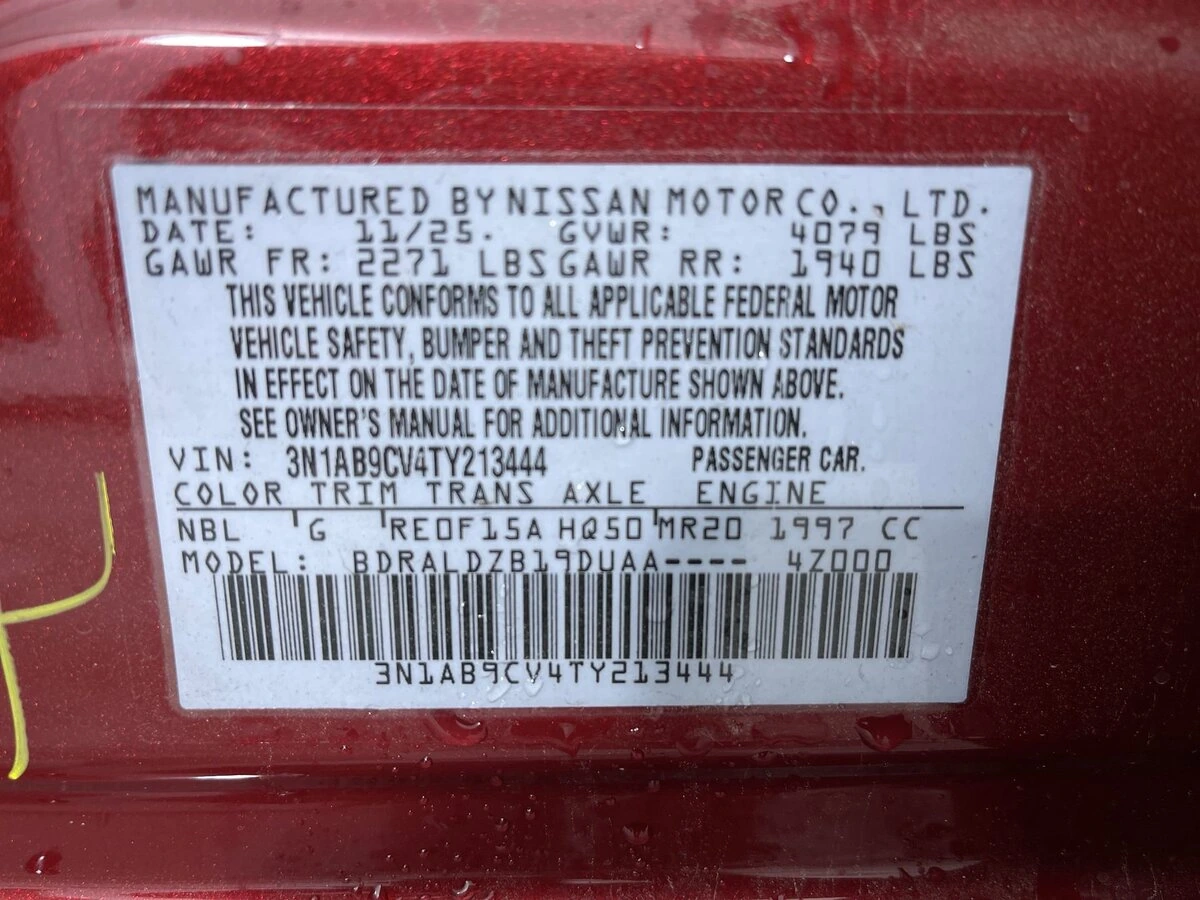 MANUFACTURED BY NISSAN MOTOR CO., LTD.
DATE: 11/25. GVWR: 4079 LBS
GAWR FR: 2271 LBS GAWR RR: 1940 LBS
THIS VEHICLE CONFORMS TO ALL APPLICABLE FEDERAL MOTOR
VEHICLE SAFETY, BUMPER AND THEFT PREVENTION STANDARDS
IN EFFECT ON THE DATE OF MANUFACTURE SHOWN ABOVE.
SEE OWNER'S MANUAL FOR ADDITIONAL INFORMATION.
VIN: 3N1AB9CV4TY213444 PASSENGER CAR.
COLOR TRIM TRANS AXLE ENGINE
NBL G RE0F15A HQ50 MR20 1997 CC
MODEL: BDRALDZB19DUAA---- 4Z000
3N1AB9CV4TY213444